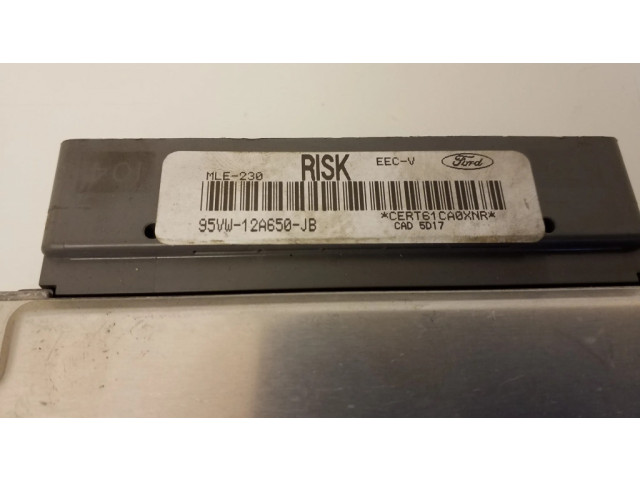 RISK
EEC-V
Ford
MLE-230
95VW-12A650-JB
*CERT61CA0XNR*
CAD 5D17